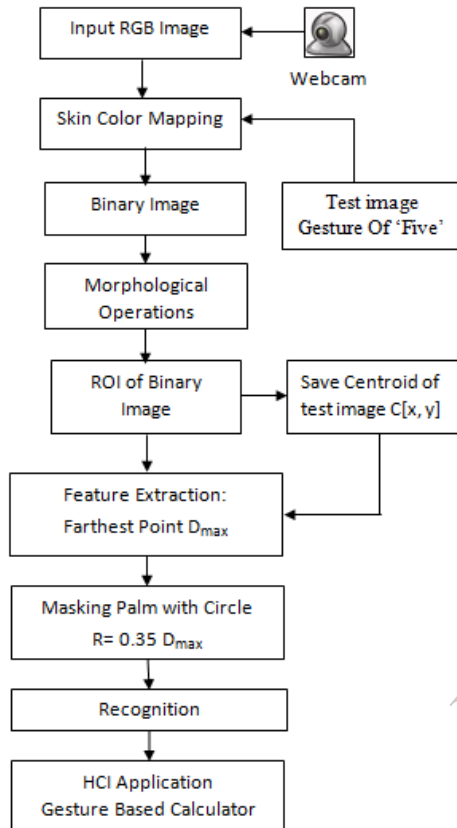 Input RGB Image
Webcam
Skin Color Mapping
Binary Image
Test image
Gesture Of ‘Five’
Morphological
Operations
ROI of Binary
Image
Save Centroid of
test image C[x, y]
Feature Extraction:
Farthest Point Dmax
Masking Palm with Circle
R= 0.35 Dmax
Recognition
HCI Application
Gesture Based Calculator